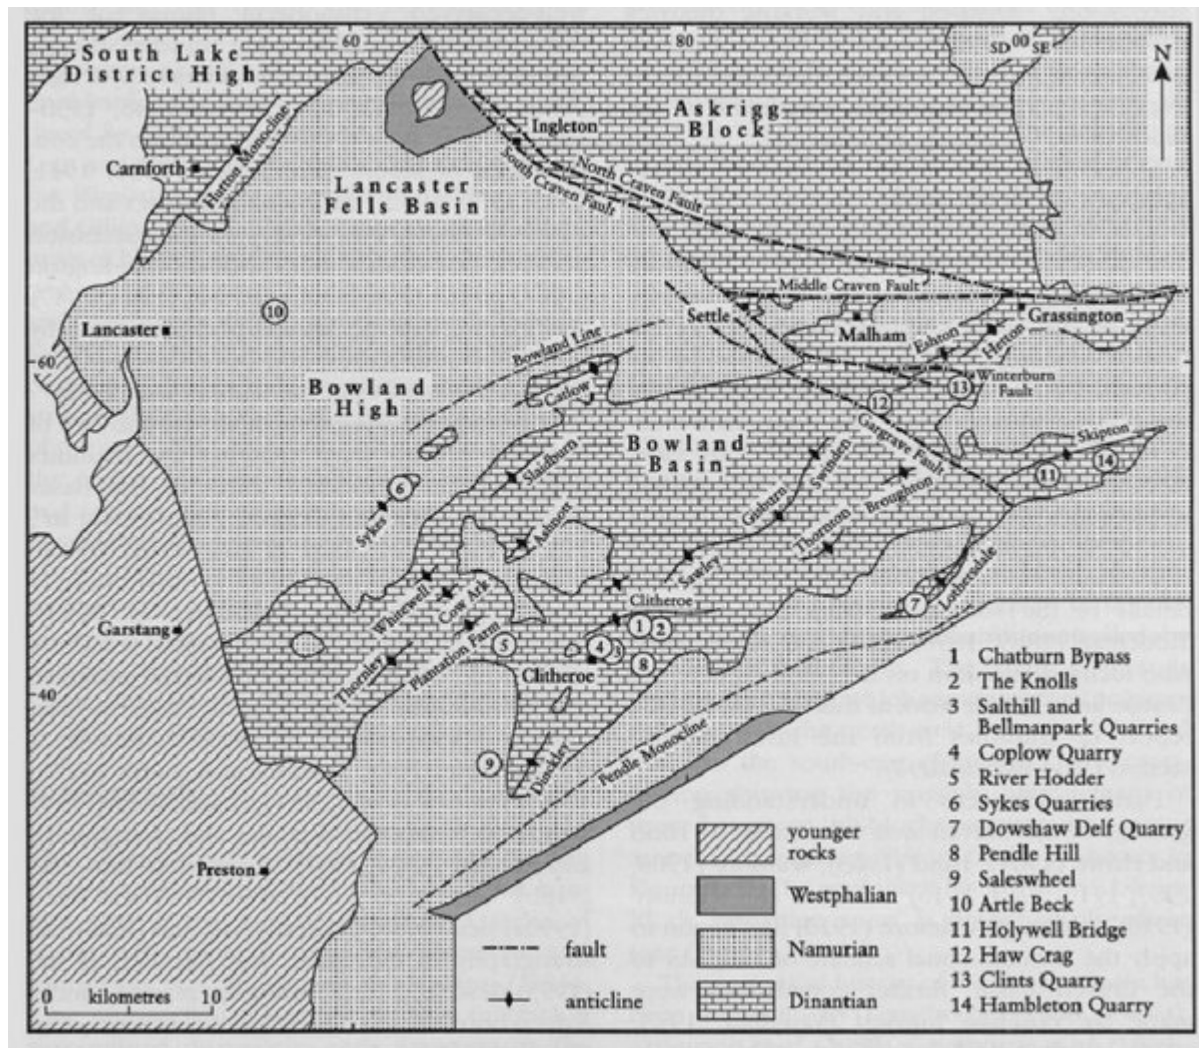 60
80
SD 00 SE
South Lake
District High
N
Askrigg
Block
Ingleton
Hutton Monocline
Carnforth
North Craven Fault
South Craven Fault
Lancaster
Fells Basin
Middle Craven Fault
Settle
Grassington
Malham
Lancaster
10
Eshton
Hetton
Bowland Line
60
Bowland
High
Catlow
Winterburn
Fault
13
12
Bowland
Basin
Gargrave Fault
Skipton
Swinden
11
14
Slaidburn
6
Sykes
Gisburn
Thornton
Broughton
Ashnott
Sawley
Lothersdale
Whitewell
Cow Ark
Clitheroe
7
Garstang
1
2
Plantation Farm
5
4
3
8
Thornley
Clitheroe
40
Pendle Monocline
9
Dinckley
Preston
1 Chatburn Bypass
2 The Knolls
3 Salthill and
Bellmanpark Quarries
4 Coplow Quarry
5 River Hodder
6 Sykes Quarries
7 Dowshaw Delf Quarry
8 Pendle Hill
9 Saleswheel
10 Artle Beck
11 Holywell Bridge
12 Haw Crag
13 Clints Quarry
14 Hambleton Quarry
younger
rocks
Westphalian
Namurian
Dinantian
fault
anticline
0 kilometres 10